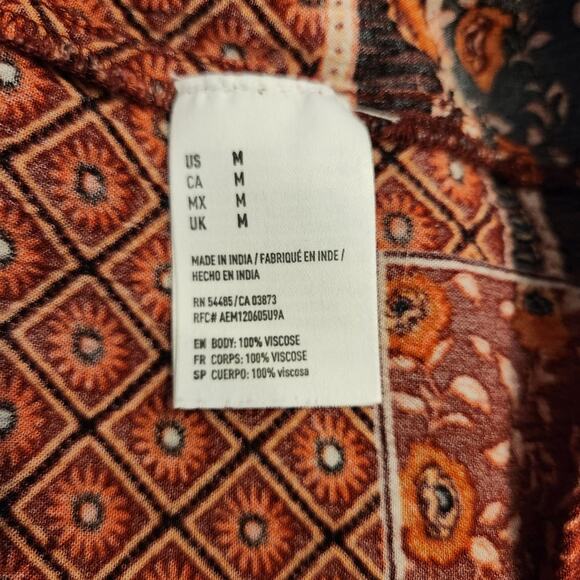 US M
CA M
MX M
UK M
MADE IN INDIA / FABRIQUÉ EN INDE /
HECHO EN INDIA
RN 54485/CA 03873
RFC# AEM120605U9A
EN BODY: 100% VISCOSE
FR CORPS: 100% VISCOSE
SP CUERPO: 100% viscosa